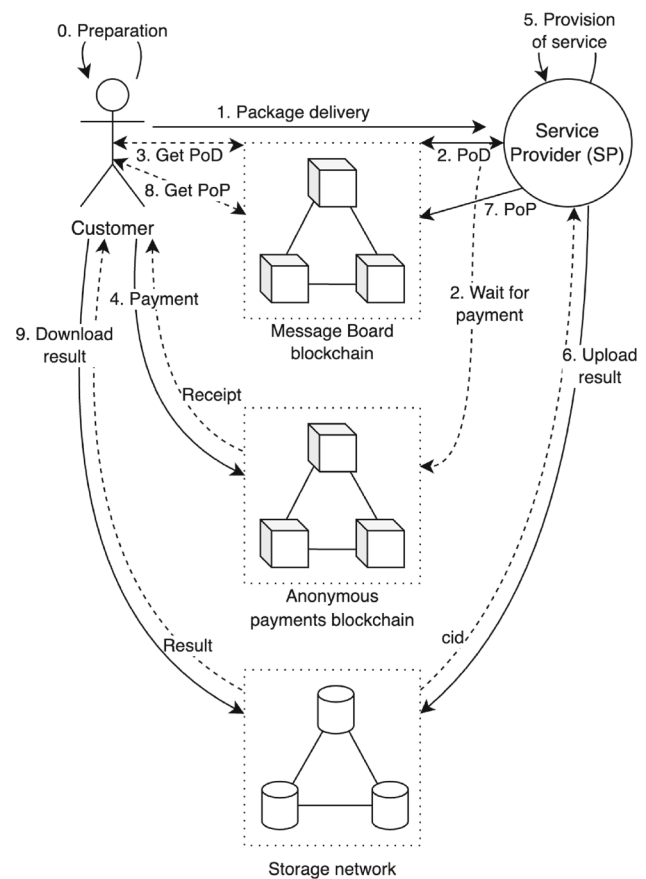 0. Preparation
5. Provision
of service
1. Package delivery
Service
Provider (SP)
3. Get PoD
2. PoD
8. Get PoP
7. PoP
Customer
4. Payment
2. Wait for
payment
Message Board
blockchain
9. Download
result
6. Upload
result
Receipt
Anonymous
payments blockchain
Result
cid
Storage network